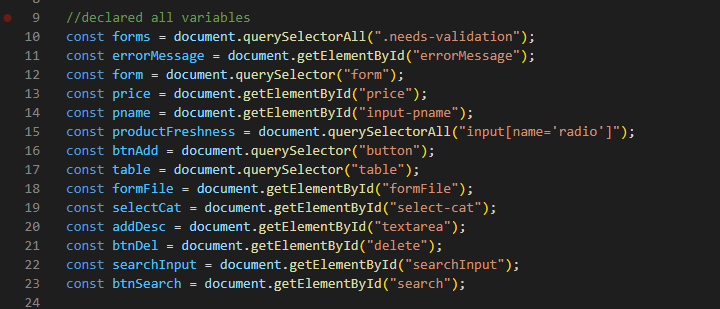 9 //declared all variables
10 const forms = document.querySelectorAll(".needs-validation");
11 const errorMessage = document.getElementById("errorMessage");
12 const form = document.querySelector("form");
13 const price = document.getElementById("price");
14 const pname = document.getElementById("input-pname");
15 const productFreshness = document.querySelectorAll("input[name='radio']");
16 const btnAdd = document.querySelector("button");
17 const table = document.querySelector("table");
18 const formFile = document.getElementById("formFile");
19 const selectCat = document.getElementById("select-cat");
20 const addDesc = document.getElementById("textarea");
21 const btnDel = document.getElementById("delete");
22 const searchInput = document.getElementById("searchInput");
23 const btnSearch = document.getElementById("search");
24